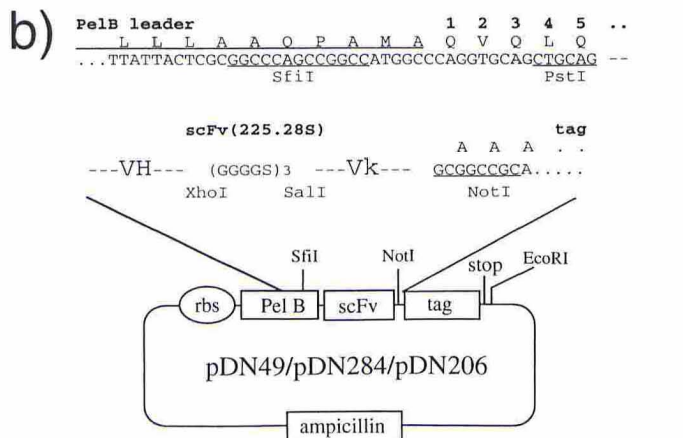 b)
PelB leader 1 2 3 4 5 ..
L L L A A Q P A M A Q V Q L Q
...TTATTACTCGCGGCCCAGCCGGCCATGGCCCAGGTGCAGCTGCAG --
SfiI PstI
scFv(225.28S) tag
A A A . .
---VH--- (GGGGS)3 ---Vk--- GCGGCCGCA.....
XhoI SalI NotI
SfiI NotI stop EcoRI
rbs Pel B scFv tag
pDN49/pDN284/pDN206
ampicillin